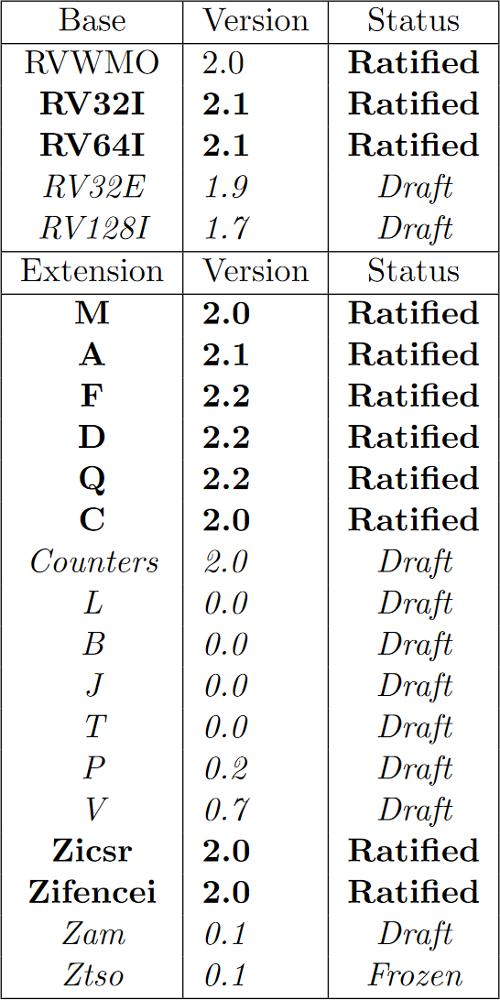 Base Version Status
RVWMO 2.0 Ratified
RV32I 2.1 Ratified
RV64I 2.1 Ratified
RV32E 1.9 Draft
RV128I 1.7 Draft
Extension Version Status
M 2.0 Ratified
A 2.1 Ratified
F 2.2 Ratified
D 2.2 Ratified
Q 2.2 Ratified
C 2.0 Ratified
Counters 2.0 Draft
L 0.0 Draft
B 0.0 Draft
J 0.0 Draft
T 0.0 Draft
P 0.2 Draft
V 0.7 Draft
Zicsr 2.0 Ratified
Zifencei 2.0 Ratified
Zam 0.1 Draft
Ztso 0.1 Frozen